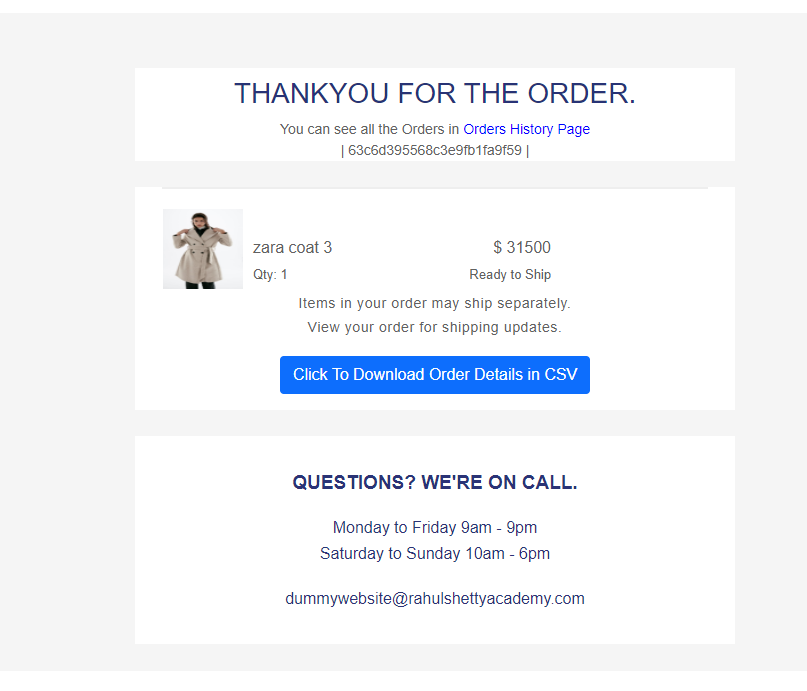 THANKYOU FOR THE ORDER.
You can see all the Orders in Orders History Page
| 63c6d395568c3e9fb1fa9f59 |
zara coat 3 $ 31500
Qty: 1 Ready to Ship
Items in your order may ship separately.
View your order for shipping updates.
Click To Download Order Details in CSV
QUESTIONS? WE'RE ON CALL.
Monday to Friday 9am - 9pm
Saturday to Sunday 10am - 6pm
dummywebsite@rahulshettyacademy.com